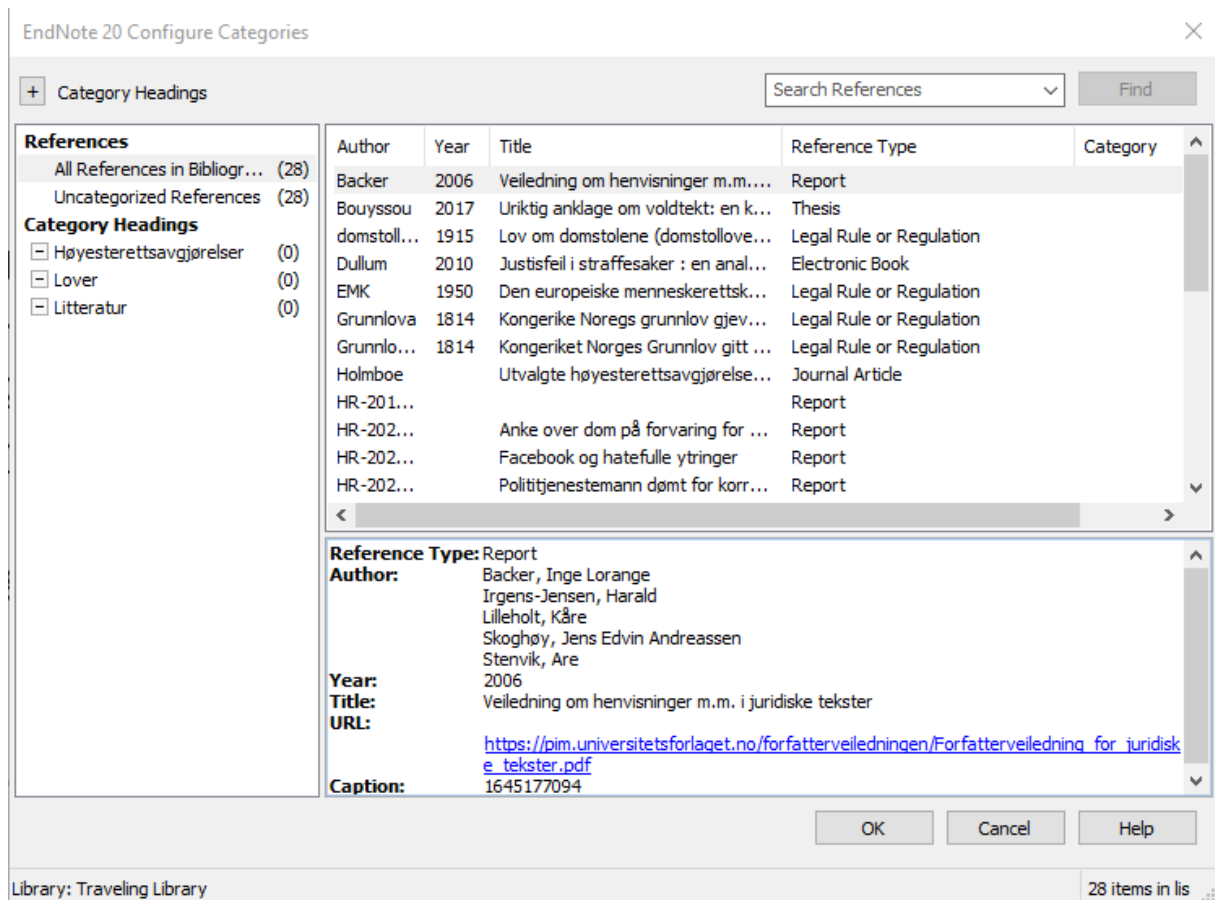 EndNote 20 Configure Categories
+ Category Headings
Search References
Find
References
All References in Bibliogr... (28)
Uncategorized References (28)
Category Headings
Høyesterettsavgjørelser (0)
Lover (0)
Litteratur (0)
Author Year Title Reference Type Category
Backer 2006 Veiledning om henvisninger m.m.... Report
Bouyssou 2017 Uriktig anklage om voldtekt: en k... Thesis
domstoll... 1915 Lov om domstolene (domstollove... Legal Rule or Regulation
Dullum 2010 Justisfeil i straffesaker : en anal... Electronic Book
EMK 1950 Den europeiske menneskerettsk... Legal Rule or Regulation
Grunnlova 1814 Kongerike Noregs grunnlov gjev... Legal Rule or Regulation
Grunnlo... 1814 Kongeriket Norges Grunnlov gitt ... Legal Rule or Regulation
Holmboe Utvalgte høyesterettsavgjørelse... Journal Article
HR-201... Report
HR-202... Anke over dom på forvaring for ... Report
HR-202... Facebook og hatefulle ytringer Report
HR-202... Polititjenestemann dømt for korr... Report
Reference Type: Report
Author: Backer, Inge Lorange
Irgens-Jensen, Harald
Lilleholt, Kåre
Skoghøy, Jens Edvin Andreassen
Stenvik, Are
Year: 2006
Title: Veiledning om henvisninger m.m. i juridiske tekster
URL:
https://pim.universitetsforlaget.no/forfatterveiledningen/Forfatterveiledning_for_juridisk
e_tekster.pdf
Caption: 1645177094
OK Cancel Help
Library: Traveling Library 28 items in lis